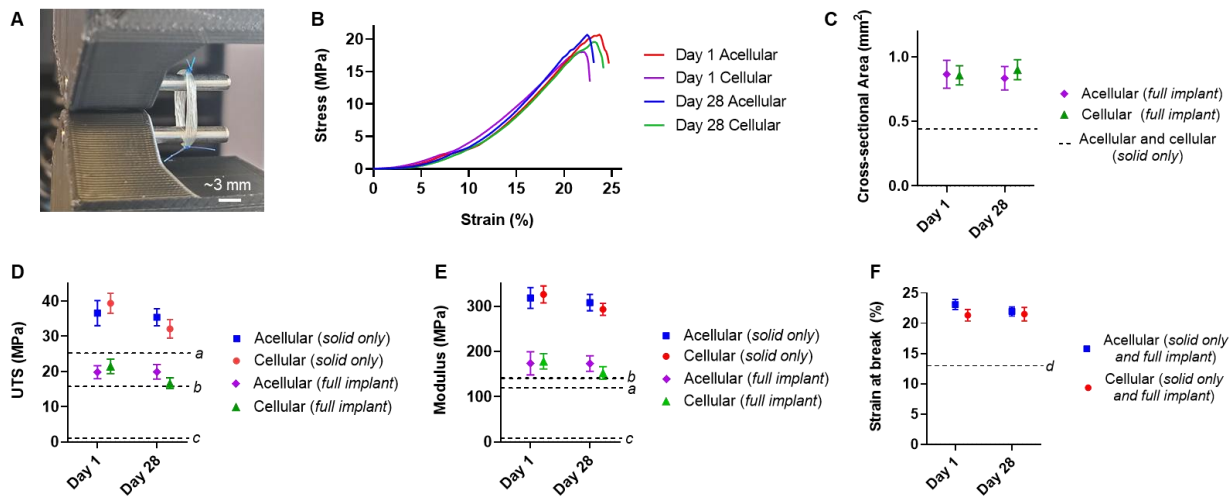 A
~3 mm
B
Stress (MPa)
20
15
10
5
0
0 5 10 15 20 25
Strain (%)
Day 1 Acellular
Day 1 Cellular
Day 28 Acellular
Day 28 Cellular
C
Cross-sectional Area (mm²)
1.0
0.5
0.0
Day 1 Day 28
Acellular (full implant)
Cellular (full implant)
Acellular and cellular
(solid only)
D
UTS (MPa)
40
30
20
10
0
a
b
c
Day 1 Day 28
Acellular (solid only)
Cellular (solid only)
Acellular (full implant)
Cellular (full implant)
E
Modulus (MPa)
300
200
100
0
b
a
c
Day 1 Day 28
Acellular (solid only)
Cellular (solid only)
Acellular (full implant)
Cellular (full implant)
F
Strain at break (%)
25
20
15
10
5
0
d
Day 1 Day 28
Acellular (solid only
and full implant)
Cellular (solid only
and full implant)